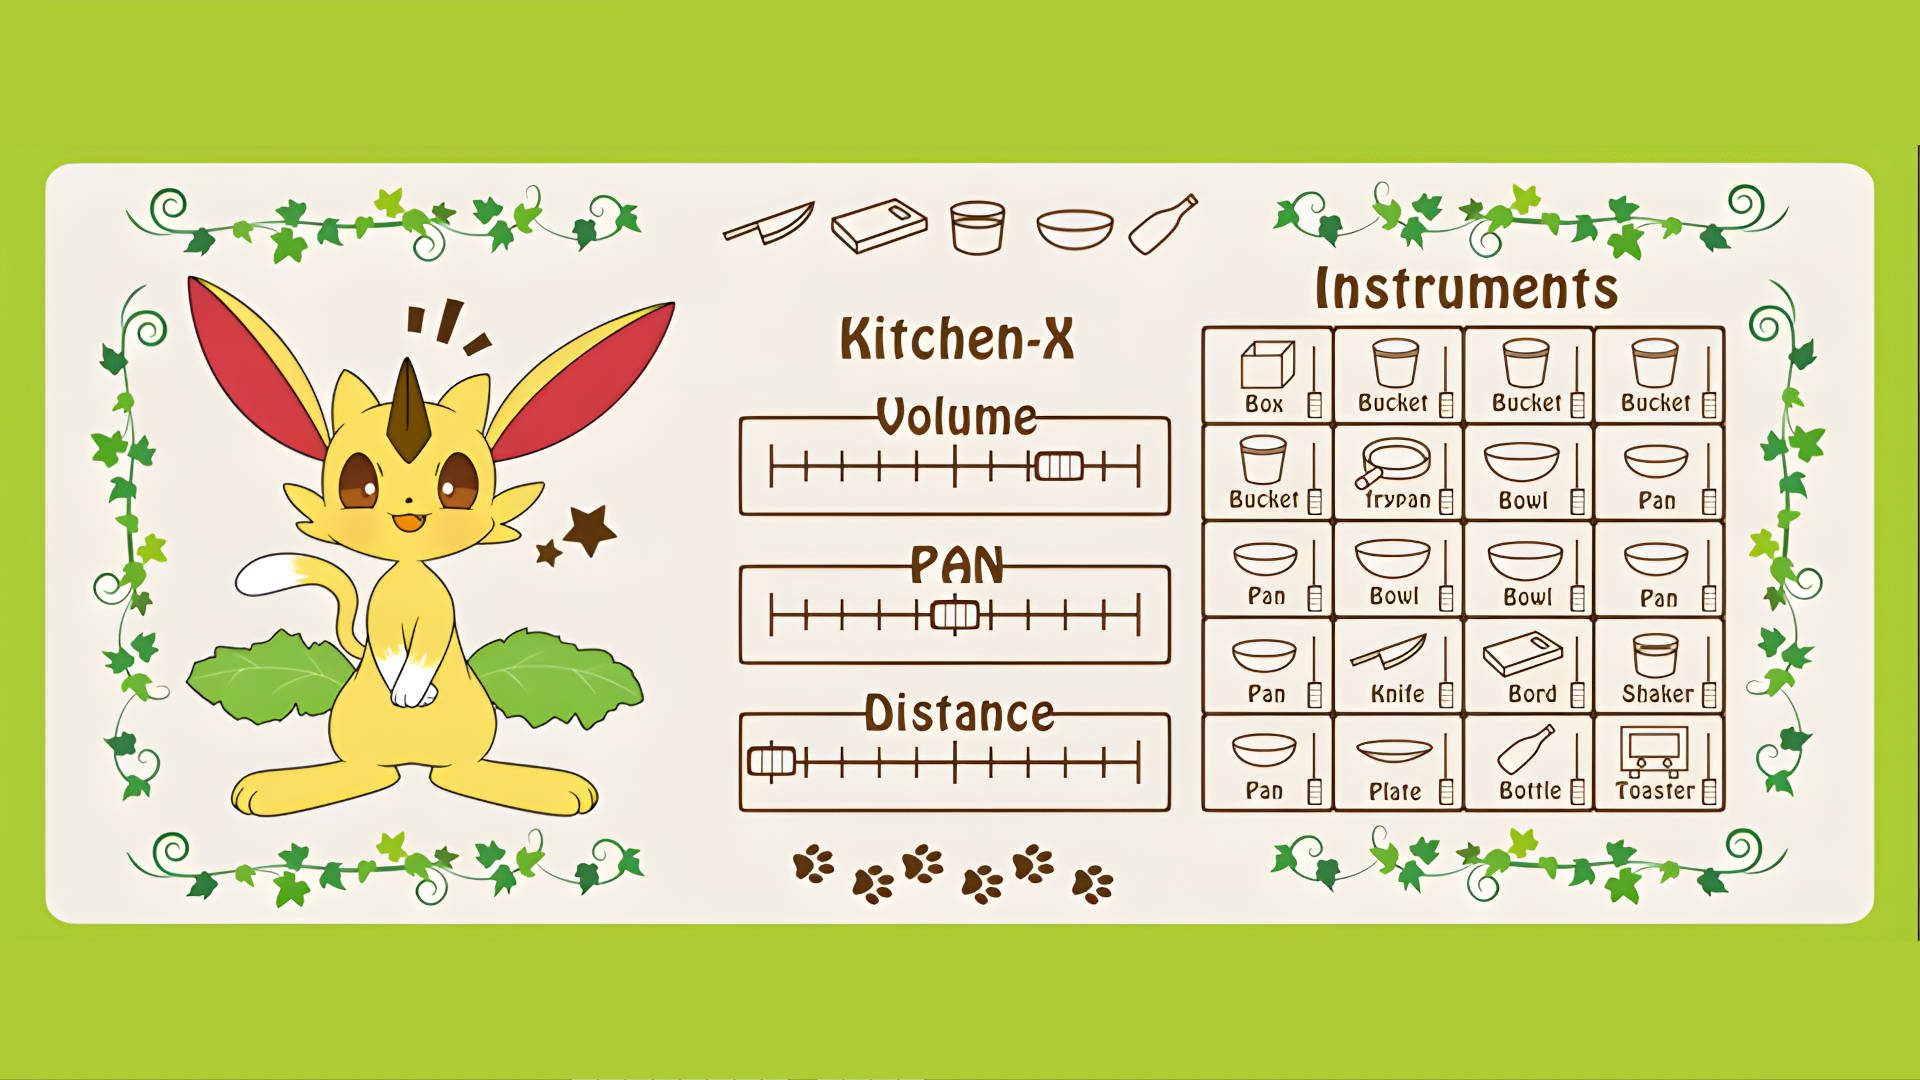 Kitchen-X
Volume
PAN
Distance
Instruments
Box Bucket Bucket Bucket
Bucket frypan Bowl Pan
Pan Bowl Bowl Pan
Pan Knife Bord Shaker
Pan Plate Bottle Toaster